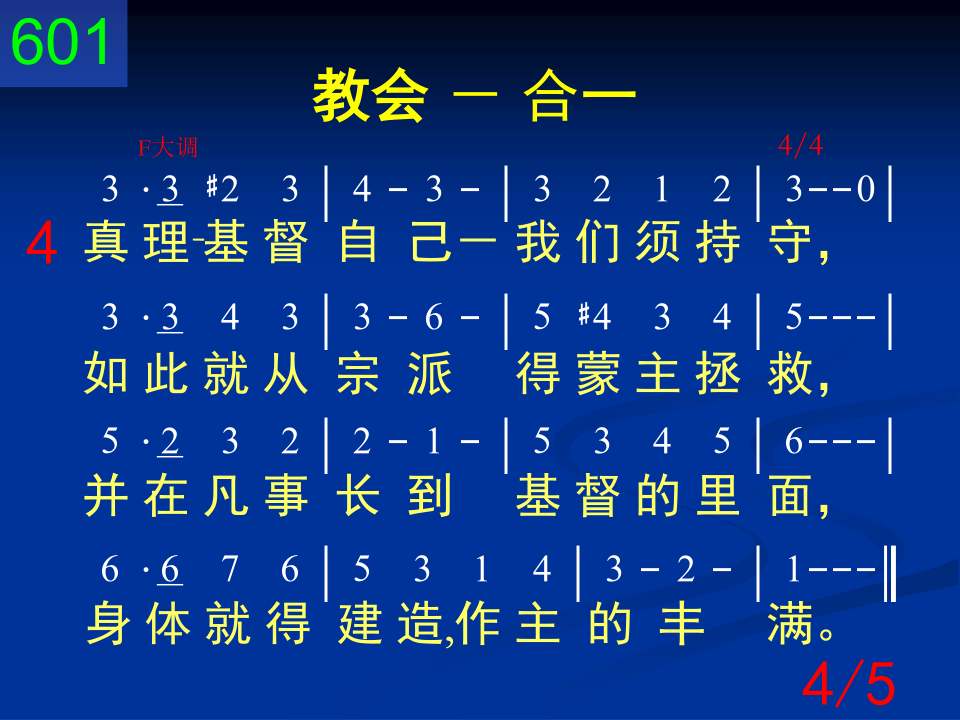 601
教会 － 合一
F大调 4/4
3 · 3 #2 3 | 4 - 3 - | 3 2 1 2 | 3---0 |
4 真理-基督 自己－我们须持守，
3 · 3 4 3 | 3 - 6 - | 5 #4 3 4 | 5--- |
如此就从 宗派 得蒙主拯救，
5 · 2 3 2 | 2 - 1 - | 5 3 4 5 | 6--- |
并在凡事 长到 基督的里面，
6 · 6 7 6 | 5 3 1 4 | 3 - 2 - | 1--- ‖
身体就得 建造,作主 的丰 满。
4/5